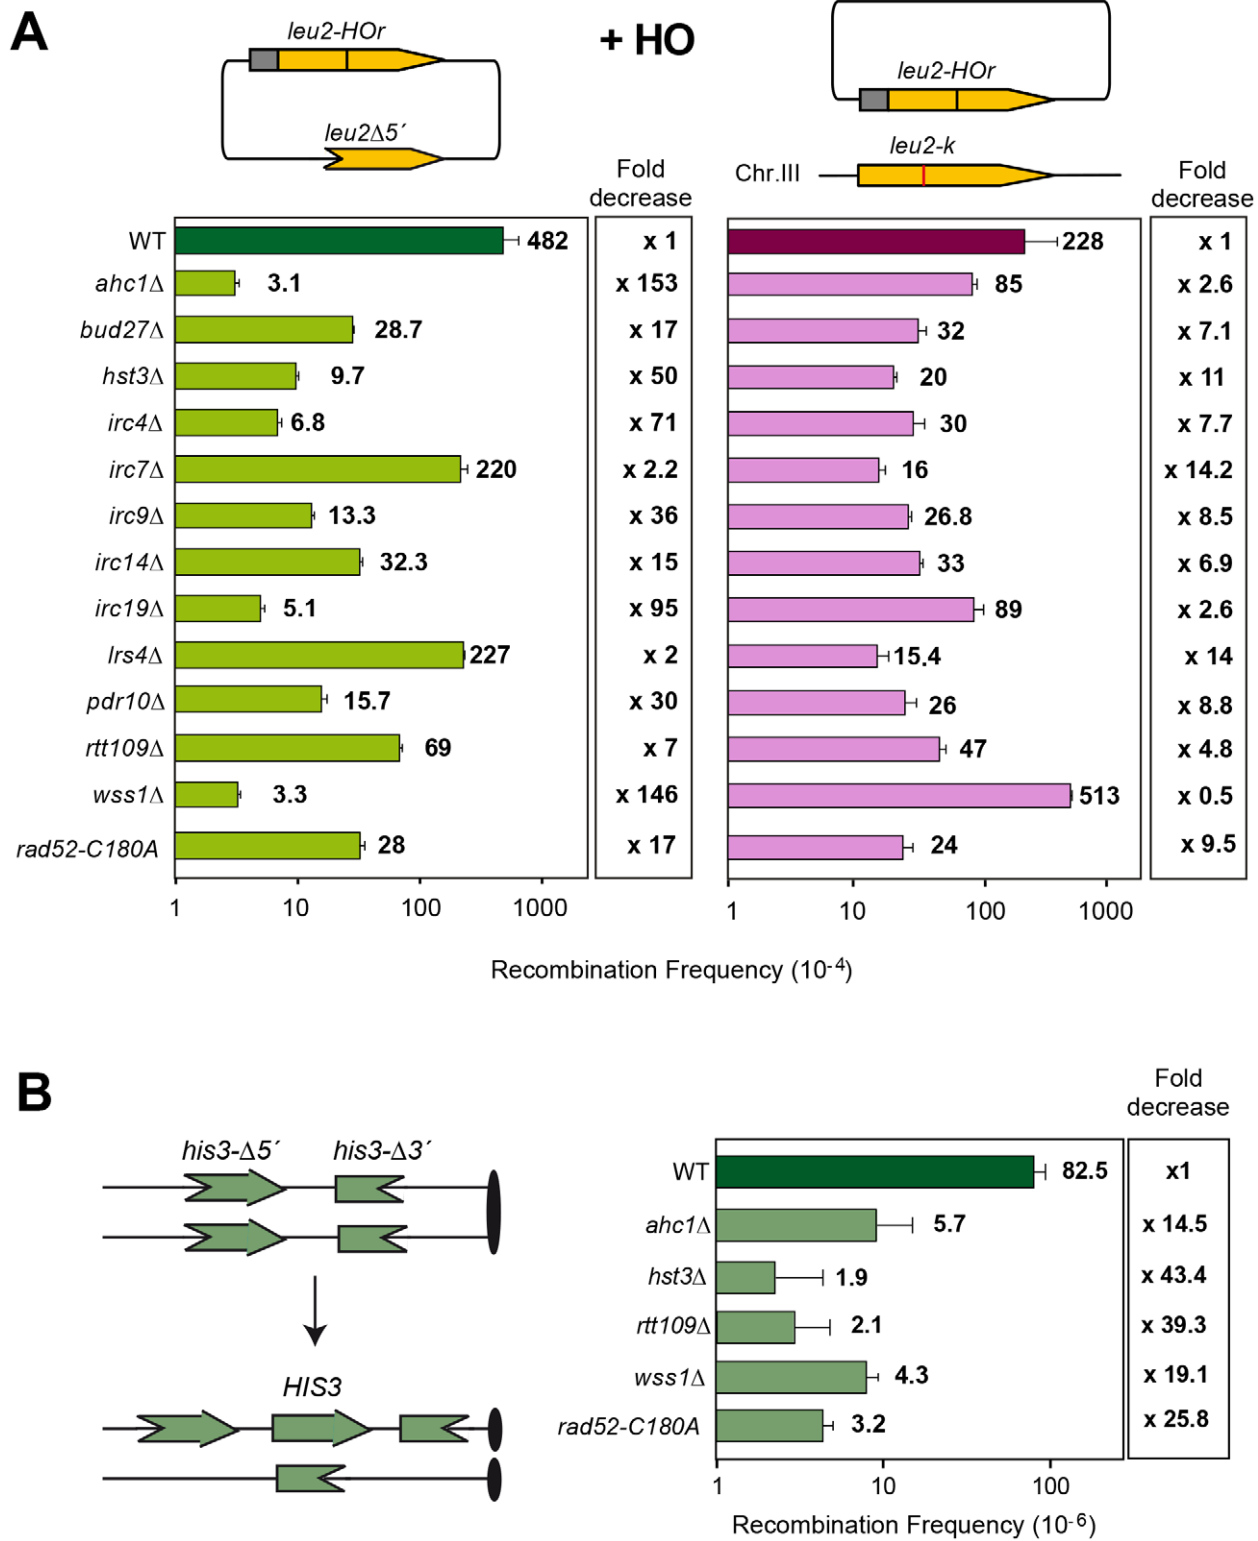 A
leu2-HOr
leu2Δ5´
+ HO
leu2-HOr
leu2-k
Chr.III
Fold
decrease
Fold
decrease
WT 482 x 1 228 x 1
ahc1Δ 3.1 x 153 85 x 2.6
bud27Δ 28.7 x 17 32 x 7.1
hst3Δ 9.7 x 50 20 x 11
irc4Δ 6.8 x 71 30 x 7.7
irc7Δ 220 x 2.2 16 x 14.2
irc9Δ 13.3 x 36 26.8 x 8.5
irc14Δ 32.3 x 15 33 x 6.9
irc19Δ 5.1 x 95 89 x 2.6
lrs4Δ 227 x 2 15.4 x 14
pdr10Δ 15.7 x 30 26 x 8.8
rtt109Δ 69 x 7 47 x 4.8
wss1Δ 3.3 x 146 513 x 0.5
rad52-C180A 28 x 17 24 x 9.5
1 10 100 1000 1 10 100 1000
Recombination Frequency (10-4)
B
his3-Δ5´ his3-Δ3´
HIS3
Fold
decrease
WT 82.5 x1
ahc1Δ 5.7 x 14.5
hst3Δ 1.9 x 43.4
rtt109Δ 2.1 x 39.3
wss1Δ 4.3 x 19.1
rad52-C180A 3.2 x 25.8
1 10 100
Recombination Frequency (10-6)